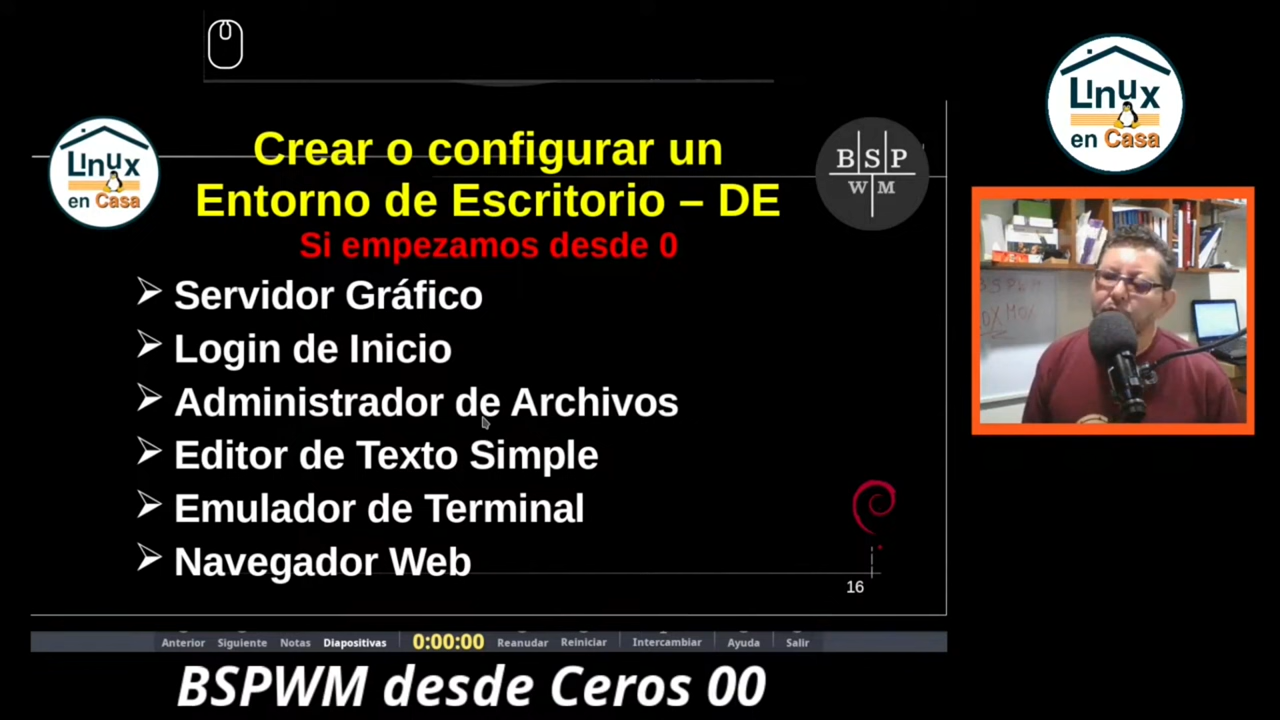 Linux
en Casa
Linux
en Casa
Crear o configurar un
Entorno de Escritorio – DE
Si empezamos desde 0
BSP
WM
Servidor Gráfico
Login de Inicio
Administrador de Archivos
Editor de Texto Simple
Emulador de Terminal
Navegador Web
16
Anterior Siguiente Notas Diapositivas 0:00:00 Reanudar Reiniciar Intercambiar Ayuda Salir
BSPWM desde Ceros 00